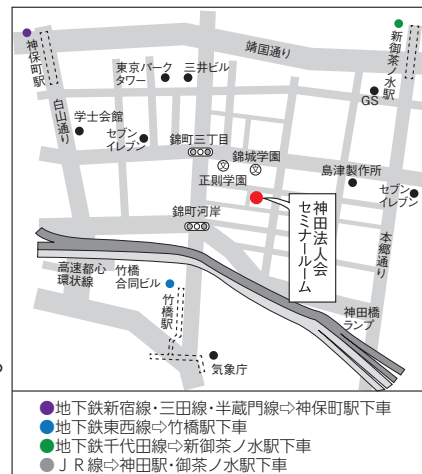 神保町駅
靖国通り
新御茶ノ水駅
東京パーク
タワー
三井ビル
白山通り
GS
学士会館
セブン
イレブン
錦町三丁目
錦城学園
正則学園
島津製作所
セブン
イレブン
錦町河岸
神田法人会
セミナールーム
本郷通り
高速都心
環状線
竹橋
合同ビル
竹橋駅
神田橋
ランプ
気象庁
●地下鉄新宿線・三田線・半蔵門線⇨神保町駅下車
●地下鉄東西線⇨竹橋駅下車
●地下鉄千代田線⇨新御茶ノ水駅下車
●ＪＲ線⇨神田駅・御茶ノ水駅下車